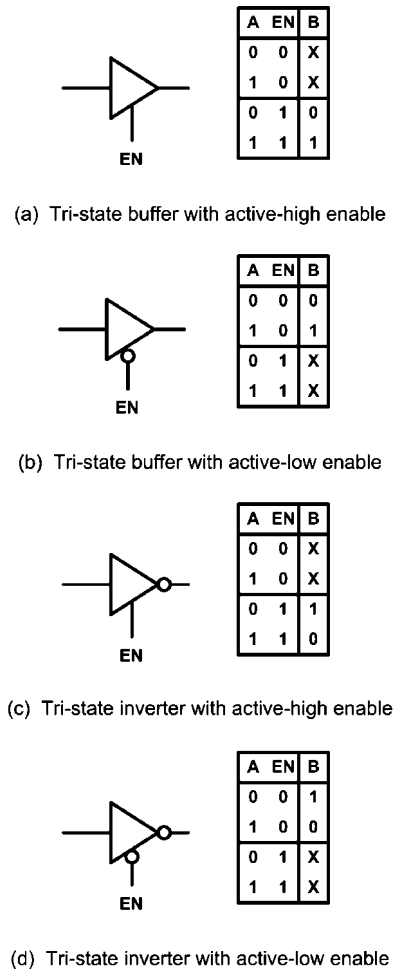 A EN B
0 0 X
1 0 X
0 1 0
1 1 1
EN
(a) Tri-state buffer with active-high enable
A EN B
0 0 0
1 0 1
0 1 X
1 1 X
EN
(b) Tri-state buffer with active-low enable
A EN B
0 0 X
1 0 X
0 1 1
1 1 0
EN
(c) Tri-state inverter with active-high enable
A EN B
0 0 1
1 0 0
0 1 X
1 1 X
EN
(d) Tri-state inverter with active-low enable